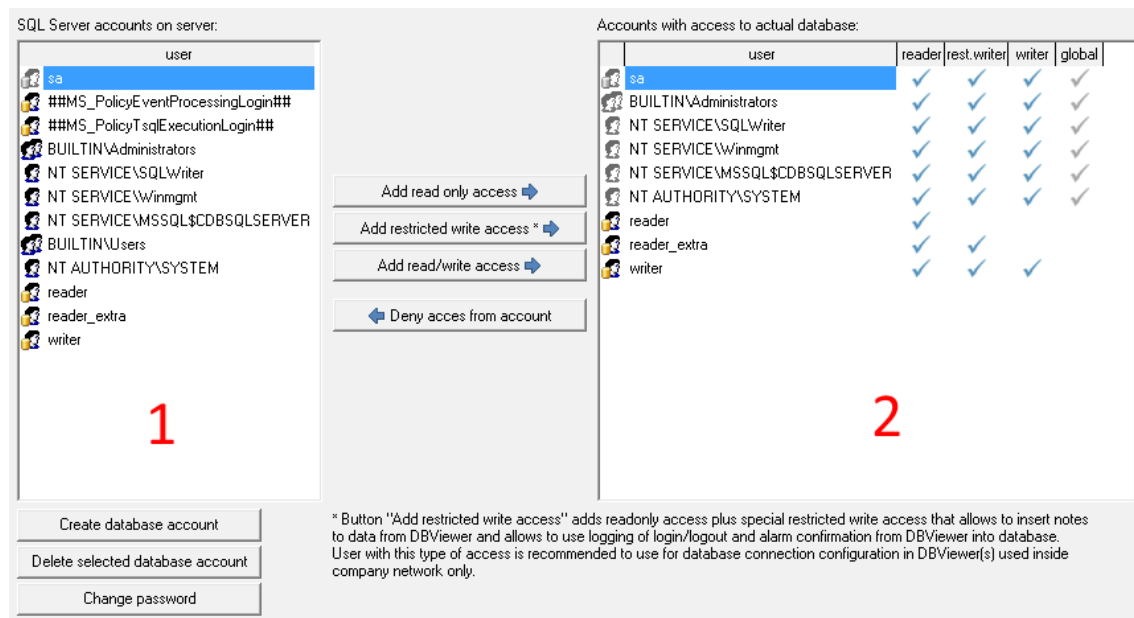 SQL Server accounts on server:
user
sa
##MS_PolicyEventProcessingLogin##
##MS_PolicyTsqlExecutionLogin##
BUILTIN\Administrators
NT SERVICE\SQLWriter
NT SERVICE\Winmgmt
NT SERVICE\MSSQL$CDBSQLSERVER
BUILTIN\Users
NT AUTHORITY\SYSTEM
reader
reader_extra
writer
1
Create database account
Delete selected database account
Change password
Add read only access
Add restricted write access *
Add read/write access
Deny acces from account
Accounts with access to actual database:
user reader rest.writer writer global
sa
BUILTIN\Administrators
NT SERVICE\SQLWriter
NT SERVICE\Winmgmt
NT SERVICE\MSSQL$CDBSQLSERVER
NT AUTHORITY\SYSTEM
reader
reader_extra
writer
2
* Button "Add restricted write access" adds readonly access plus special restricted write access that allows to insert notes
to data from DBViewer and allows to use logging of login/logout and alarm confirmation from DBViewer into database.
User with this type of access is recommended to use for database connection configuration in DBViewer(s) used inside
company network only.